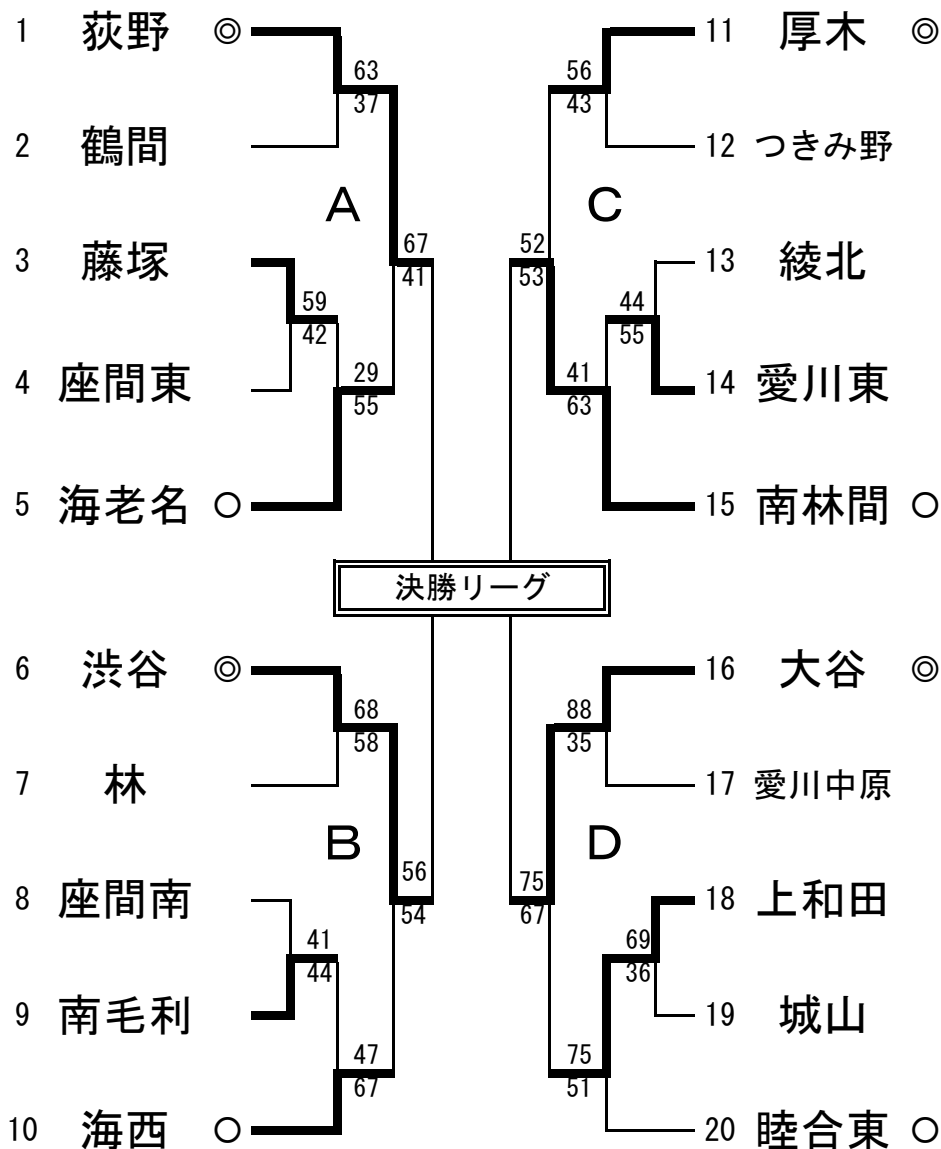 1 荻野 ◎
63
37
2 鶴間
A
3 藤塚
59
42
67
41
4 座間東
29
55
5 海老名 ○
11 厚木 ◎
56
43
12 つきみ野
C
13 綾北
52
53
44
55
14 愛川東
41
63
15 南林間 ○
決勝リーグ
6 渋谷 ◎
68
58
7 林
B
8 座間南
56
54
41
44
9 南毛利
47
67
10 海西 ○
16 大谷 ◎
88
35
17 愛川中原
D
18 上和田
75
67
69
36
19 城山
75
51
20 睦合東 ○